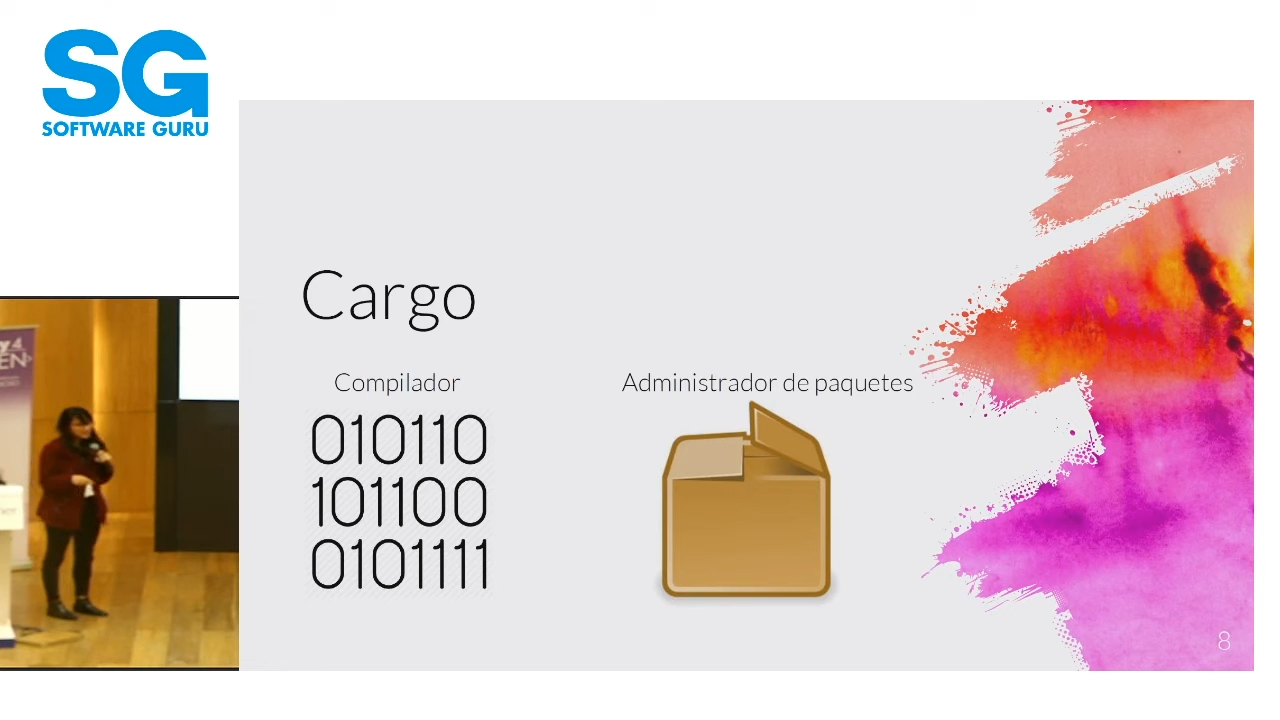 SG
SOFTWARE GURU
Cargo
Compilador
Administrador de paquetes
010110
101100
0101111
8